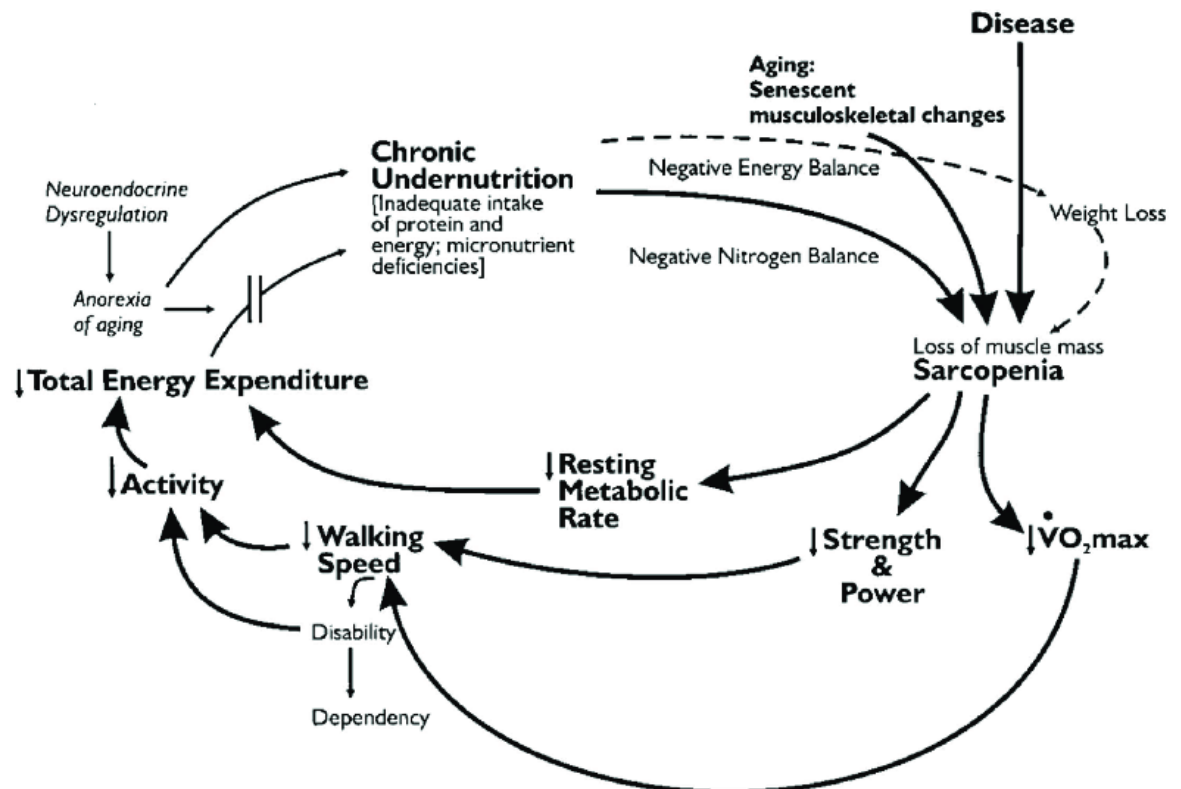 Disease
Aging:
Senescent
musculoskeletal changes
Chronic
Undernutrition
[Inadequate intake
of protein and
energy; micronutrient
deficiencies]
Negative Energy Balance
Neuroendocrine
Dysregulation
Weight Loss
Negative Nitrogen Balance
Anorexia
of aging
Loss of muscle mass
Sarcopenia
↓Total Energy Expenditure
↓Resting
Metabolic
Rate
↓Activity
↓Walking
Speed
↓Strength
&
Power
↓V̇O₂max
Disability
Dependency